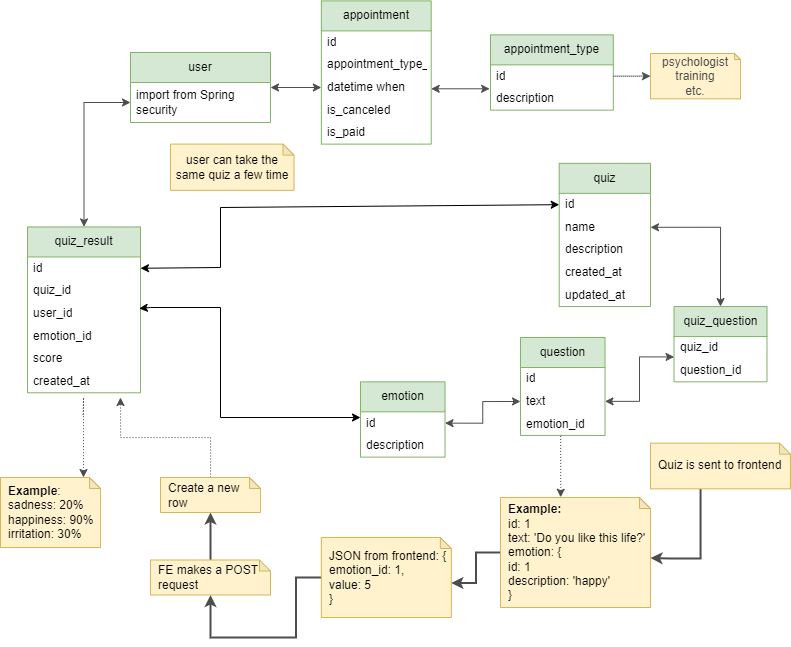 appointment
id
appointment_type_
datetime when
is_canceled
is_paid
user
import from Spring
security
appointment_type
id
description
psychologist
training
etc.
user can take the
same quiz a few time
quiz
id
name
description
created_at
updated_at
quiz_result
id
quiz_id
user_id
emotion_id
score
created_at
quiz_question
quiz_id
question_id
question
id
text
emotion_id
emotion
id
description
Quiz is sent to frontend
Example:
sadness: 20%
happiness: 90%
irritation: 30%
Create a new
row
Example:
id: 1
text: 'Do you like this life?'
emotion: {
id: 1
description: 'happy'
}
JSON from frontend: {
emotion_id: 1,
value: 5
}
FE makes a POST
request